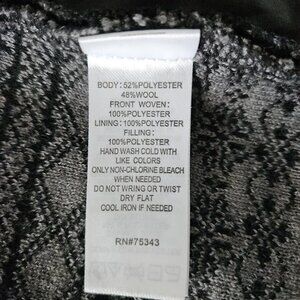 BODY: 52%POLYESTER
48%WOOL
FRONT WOVEN:
100%POLYESTER
LINING: 100%POLYESTER
FILLING:
100%POLYESTER
HAND WASH COLD WITH
LIKE COLORS
ONLY NON-CHLORINE BLEACH
WHEN NEEDED
DO NOT WRING OR TWIST
DRY FLAT
COOL IRON IF NEEDED
RN#75343